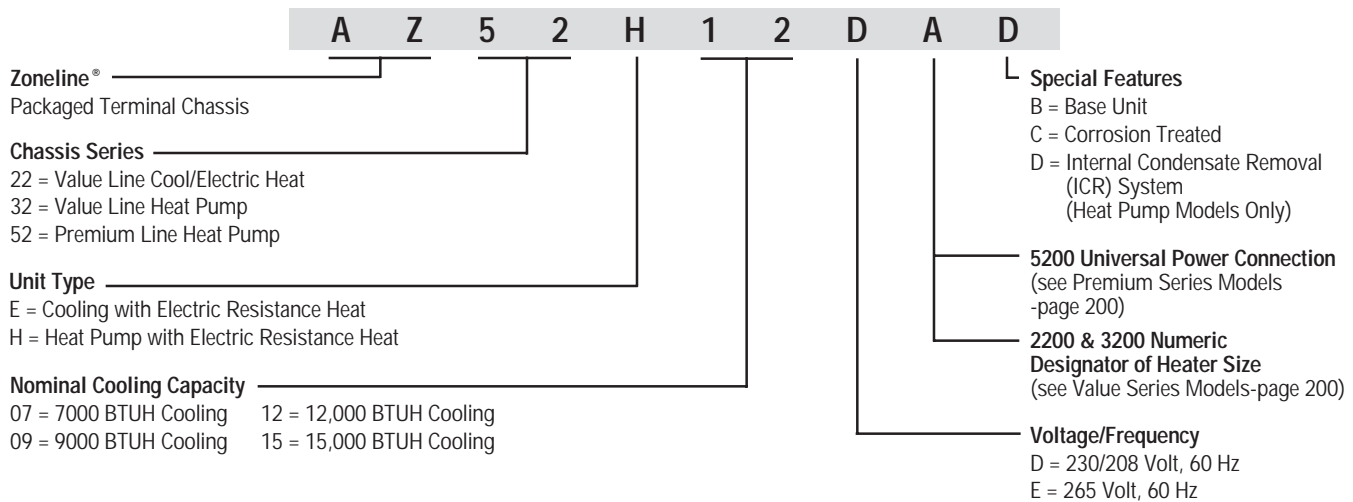 A Z 5 2 H 1 2 D A D
Zoneline®
Packaged Terminal Chassis
Chassis Series
22 = Value Line Cool/Electric Heat
32 = Value Line Heat Pump
52 = Premium Line Heat Pump
Unit Type
E = Cooling with Electric Resistance Heat
H = Heat Pump with Electric Resistance Heat
Nominal Cooling Capacity
07 = 7000 BTUH Cooling 12 = 12,000 BTUH Cooling
09 = 9000 BTUH Cooling 15 = 15,000 BTUH Cooling
Special Features
B = Base Unit
C = Corrosion Treated
D = Internal Condensate Removal
(ICR) System
(Heat Pump Models Only)
5200 Universal Power Connection
(see Premium Series Models
-page 200)
2200 & 3200 Numeric
Designator of Heater Size
(see Value Series Models-page 200)
Voltage/Frequency
D = 230/208 Volt, 60 Hz
E = 265 Volt, 60 Hz